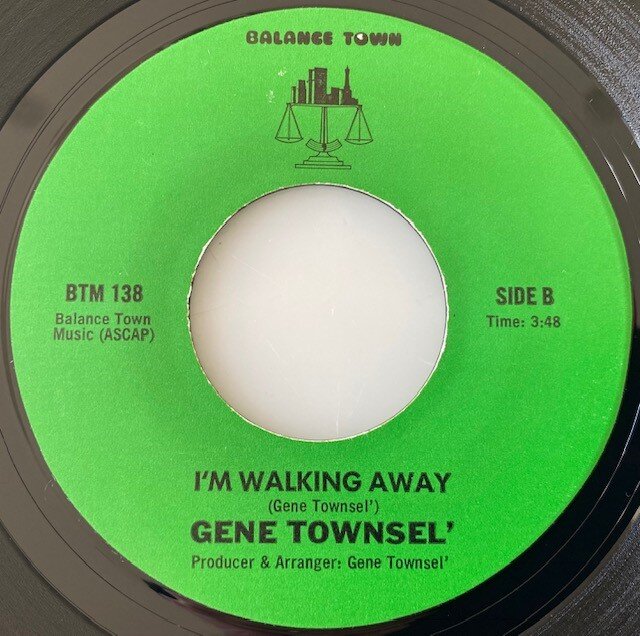 BALANCE TOWN
BTM 138
Balance Town
Music (ASCAP)
SIDE B
Time: 3:48
I'M WALKING AWAY
(Gene Townsel')
GENE TOWNSEL'
Producer & Arranger: Gene Townsel'